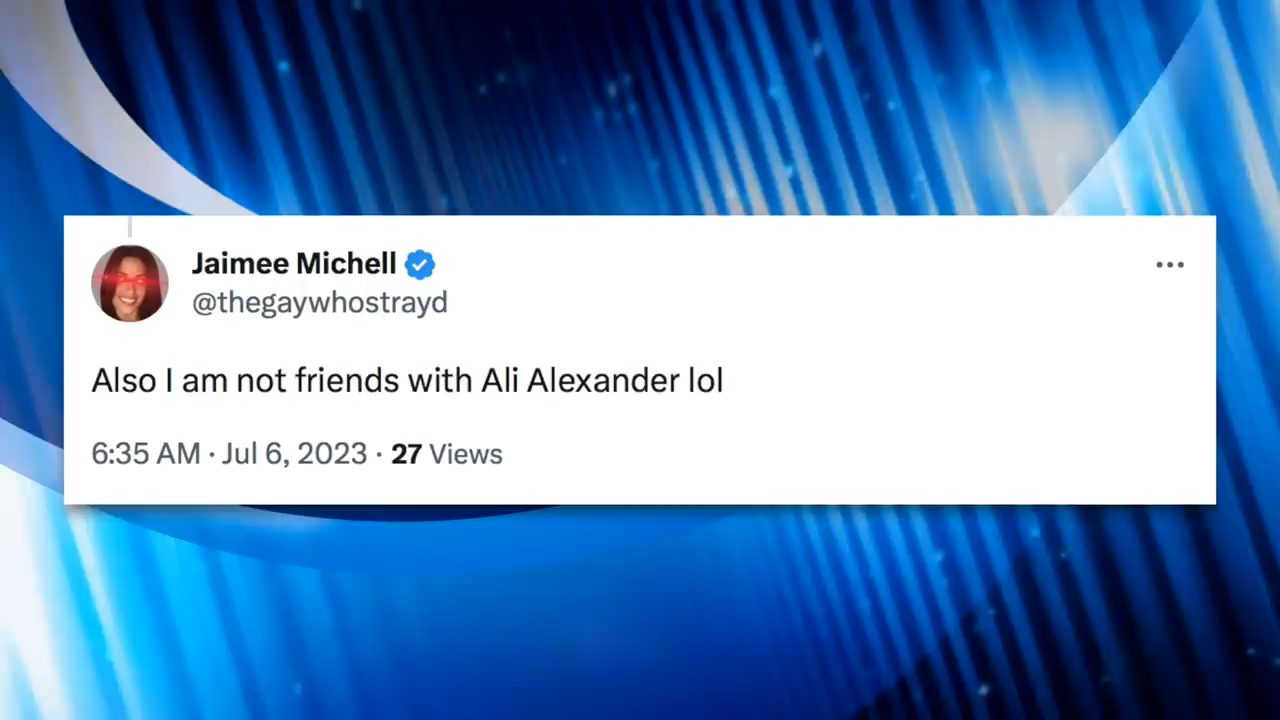 Jaimee Michell
@thegaywhostrayd
Also I am not friends with Ali Alexander lol
6:35 AM · Jul 6, 2023 · 27 Views